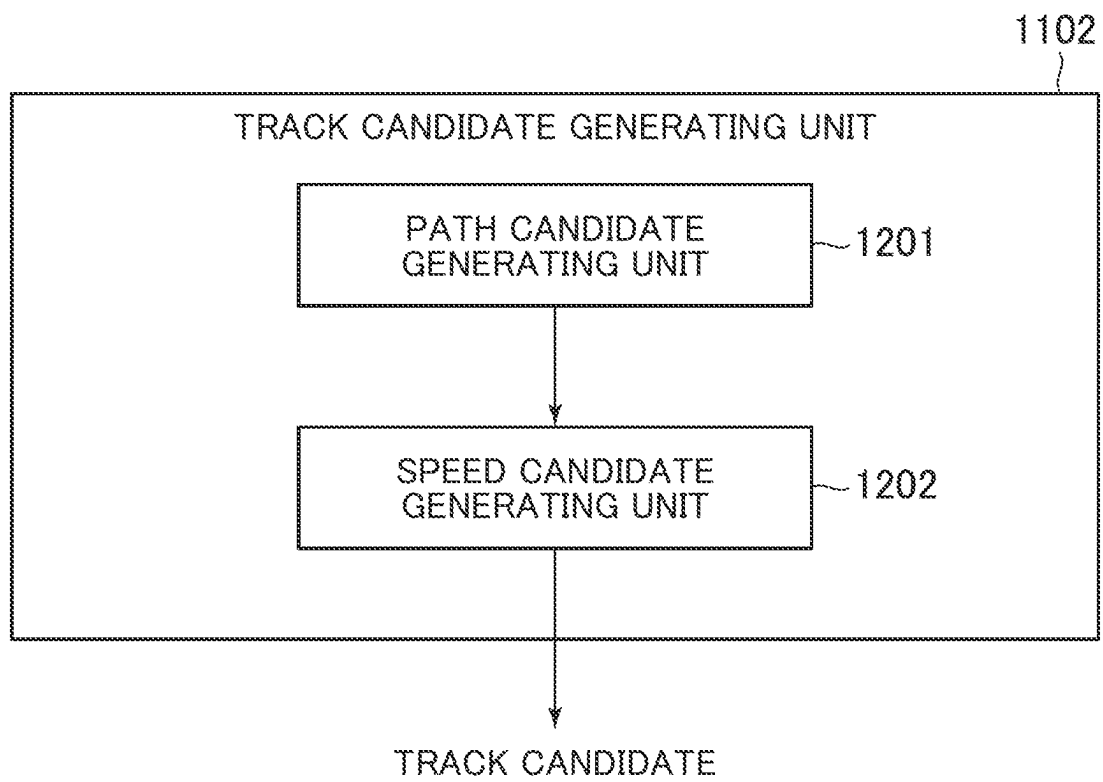 1102
TRACK CANDIDATE GENERATING UNIT
PATH CANDIDATE
GENERATING UNIT
1201
SPEED CANDIDATE
GENERATING UNIT
1202
TRACK CANDIDATE